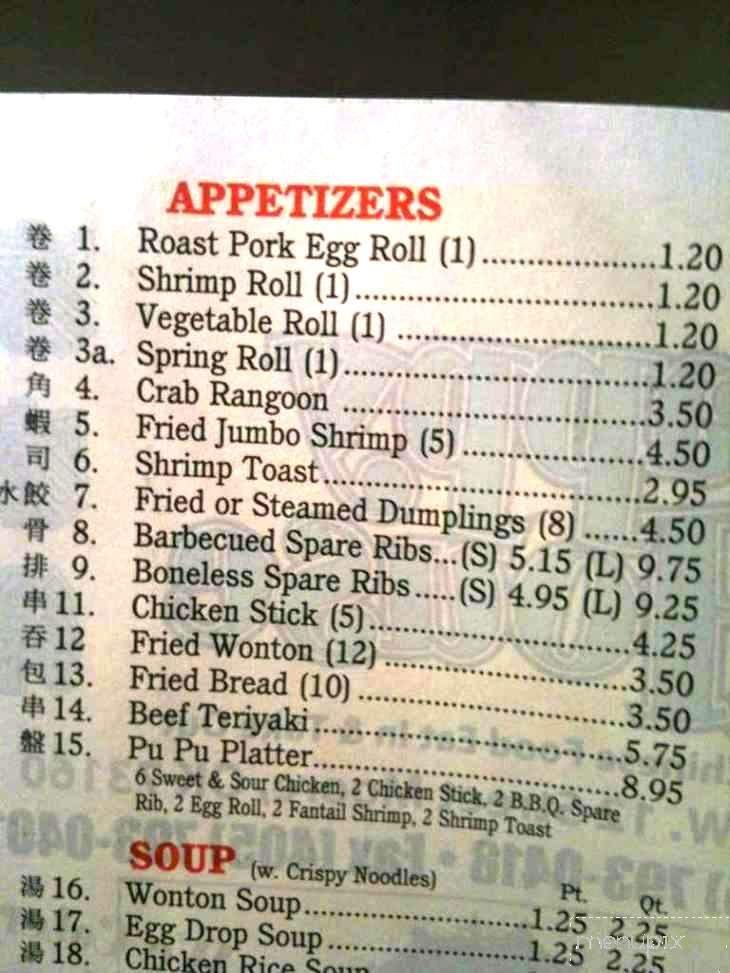 APPETIZERS
卷 1. Roast Pork Egg Roll (1)..................1.20
卷 2. Shrimp Roll (1)...............................1.20
卷 3. Vegetable Roll (1) ..........................1.20
卷 3a. Spring Roll (1)................................1.20
角 4. Crab Rangoon ................................3.50
蝦 5. Fried Jumbo Shrimp (5)...................4.50
司 6. Shrimp Toast.................................2.95
水餃 7. Fried or Steamed Dumplings (8) ......4.50
骨 8. Barbecued Spare Ribs...(S) 5.15 (L) 9.75
排 9. Boneless Spare Ribs.....(S) 4.95 (L) 9.25
串 11. Chicken Stick (5)..............................4.25
吞 12 Fried Wonton (12)..........................3.50
包 13. Fried Bread (10)............................3.50
串 14. Beef Teriyaki.................................5.75
盤 15. Pu Pu Platter.................................8.95
6 Sweet & Sour Chicken, 2 Chicken Stick, 2 B.B.Q. Spare
Rib, 2 Egg Roll, 2 Fantail Shrimp, 2 Shrimp Toast
SOUP (w. Crispy Noodles)
Pt. Qt.
湯 16. Wonton Soup.........................1.25 2.25
湯 17. Egg Drop Soup......................1.25 2.25
湯 18. Chicken Rice Soup
menupix